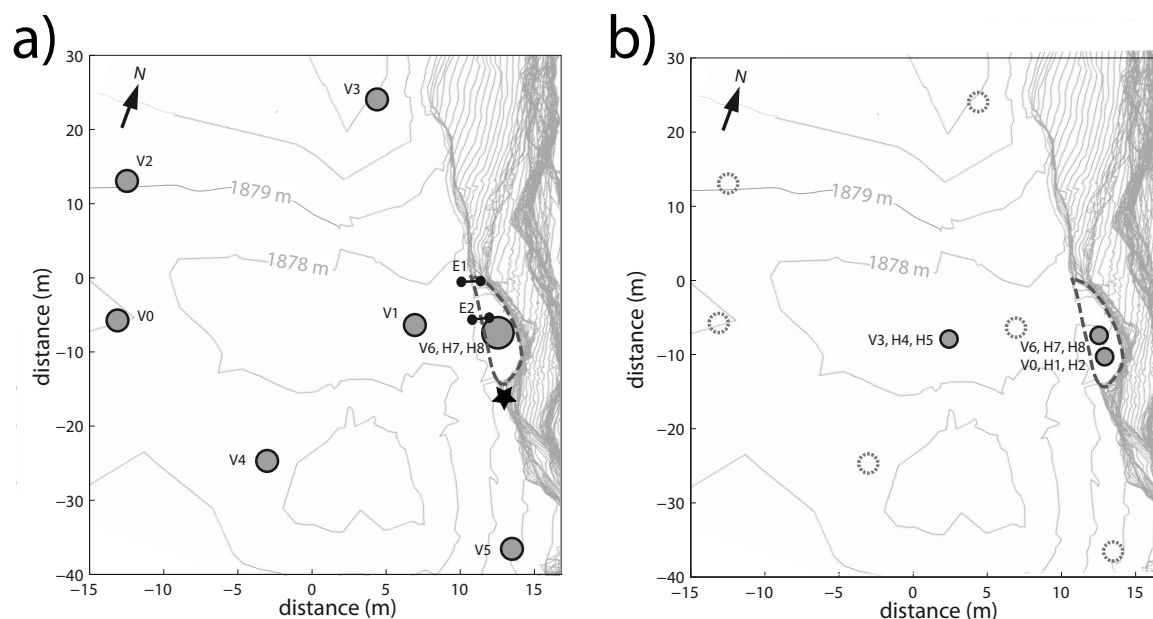 a)
30
20
10
0
−10
−20
−30
−40
−15
−10
−5
0
5
10
15
distance (m)
distance (m)
N
V3
V2
1879 m
1878 m
E1
E2
V0
V1
V6, H7, H8
V4
V5
b)
30
20
10
0
−10
−20
−30
−40
−15
−10
−5
0
5
10
15
distance (m)
distance (m)
N
1879 m
1878 m
V3, H4, H5
V6, H7, H8
V0, H1, H2